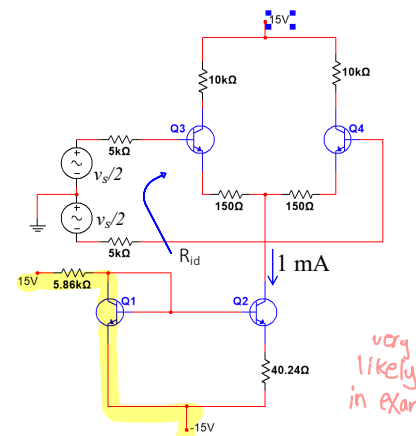 15V
10kΩ
10kΩ
Q3
Q4
5kΩ
vs/2
150Ω
150Ω
vs/2
5kΩ
Rid
1 mA
15V
5.86kΩ
Q1
Q2
40.24Ω
-15V
very
likely
in exar